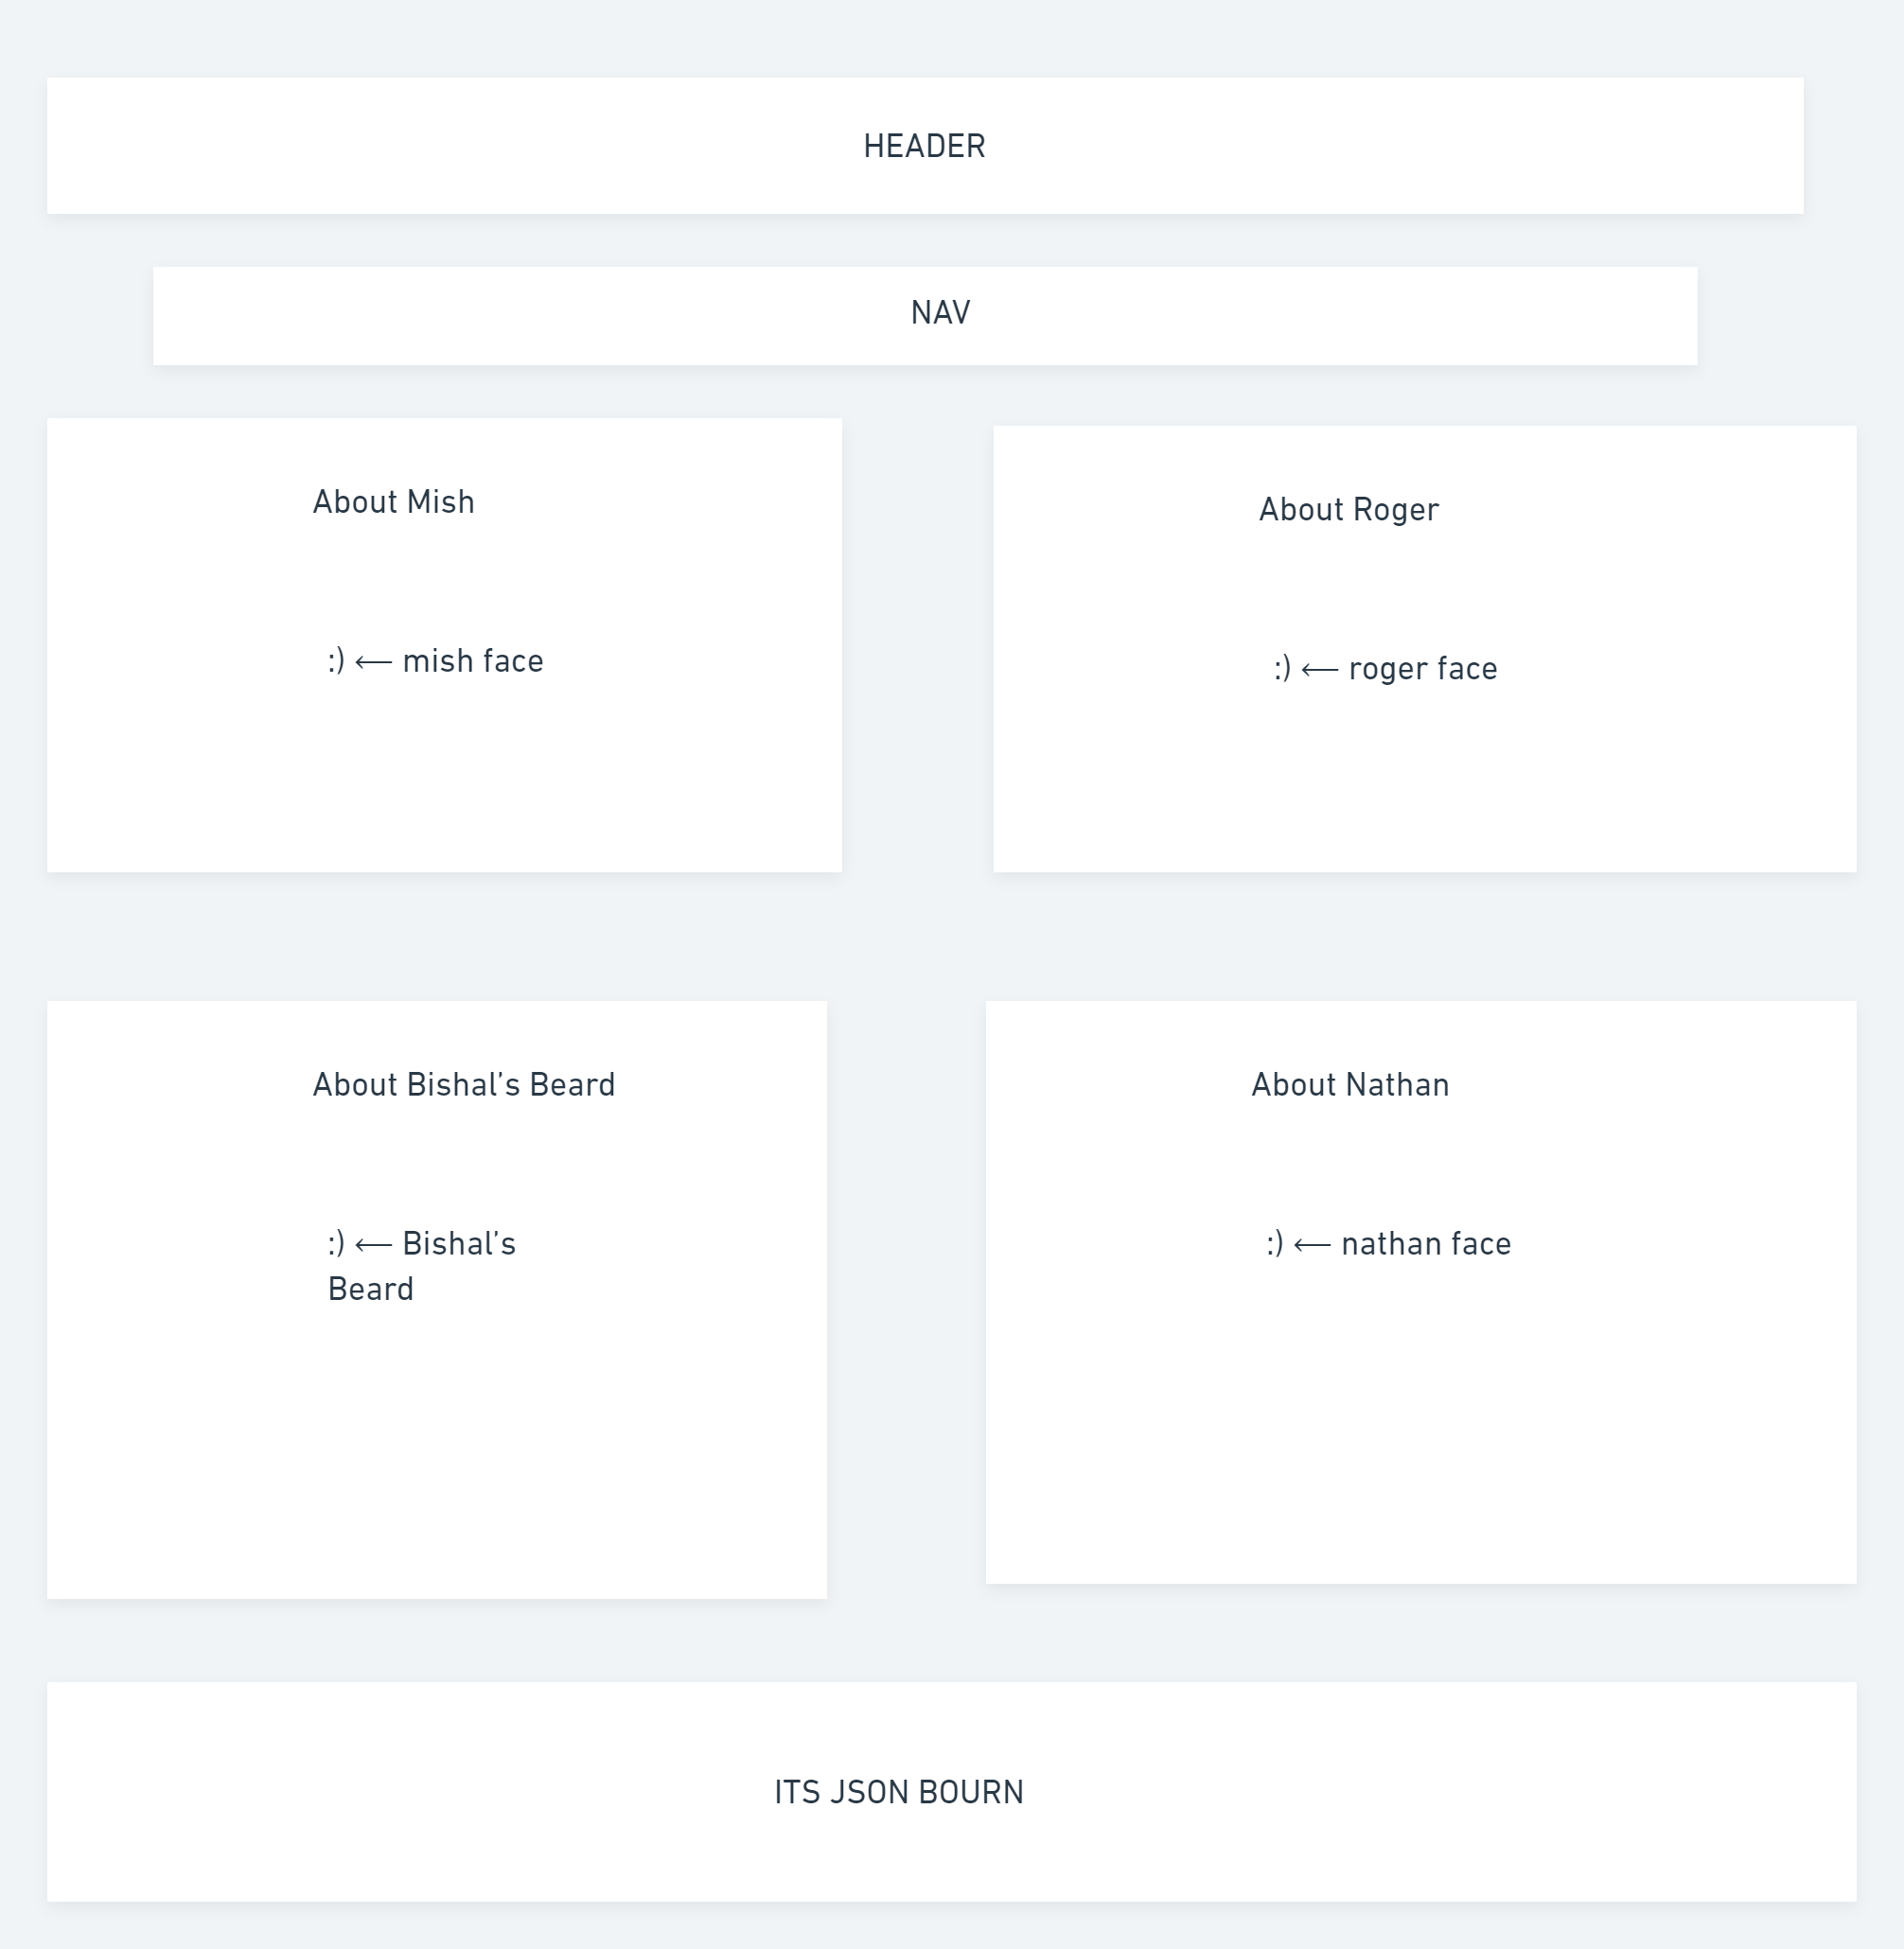 HEADER
NAV
About Mish
:) ⟵ mish face
About Roger
:) ⟵ roger face
About Bishal’s Beard
:) ⟵ Bishal’s
Beard
About Nathan
:) ⟵ nathan face
ITS JSON BOURN